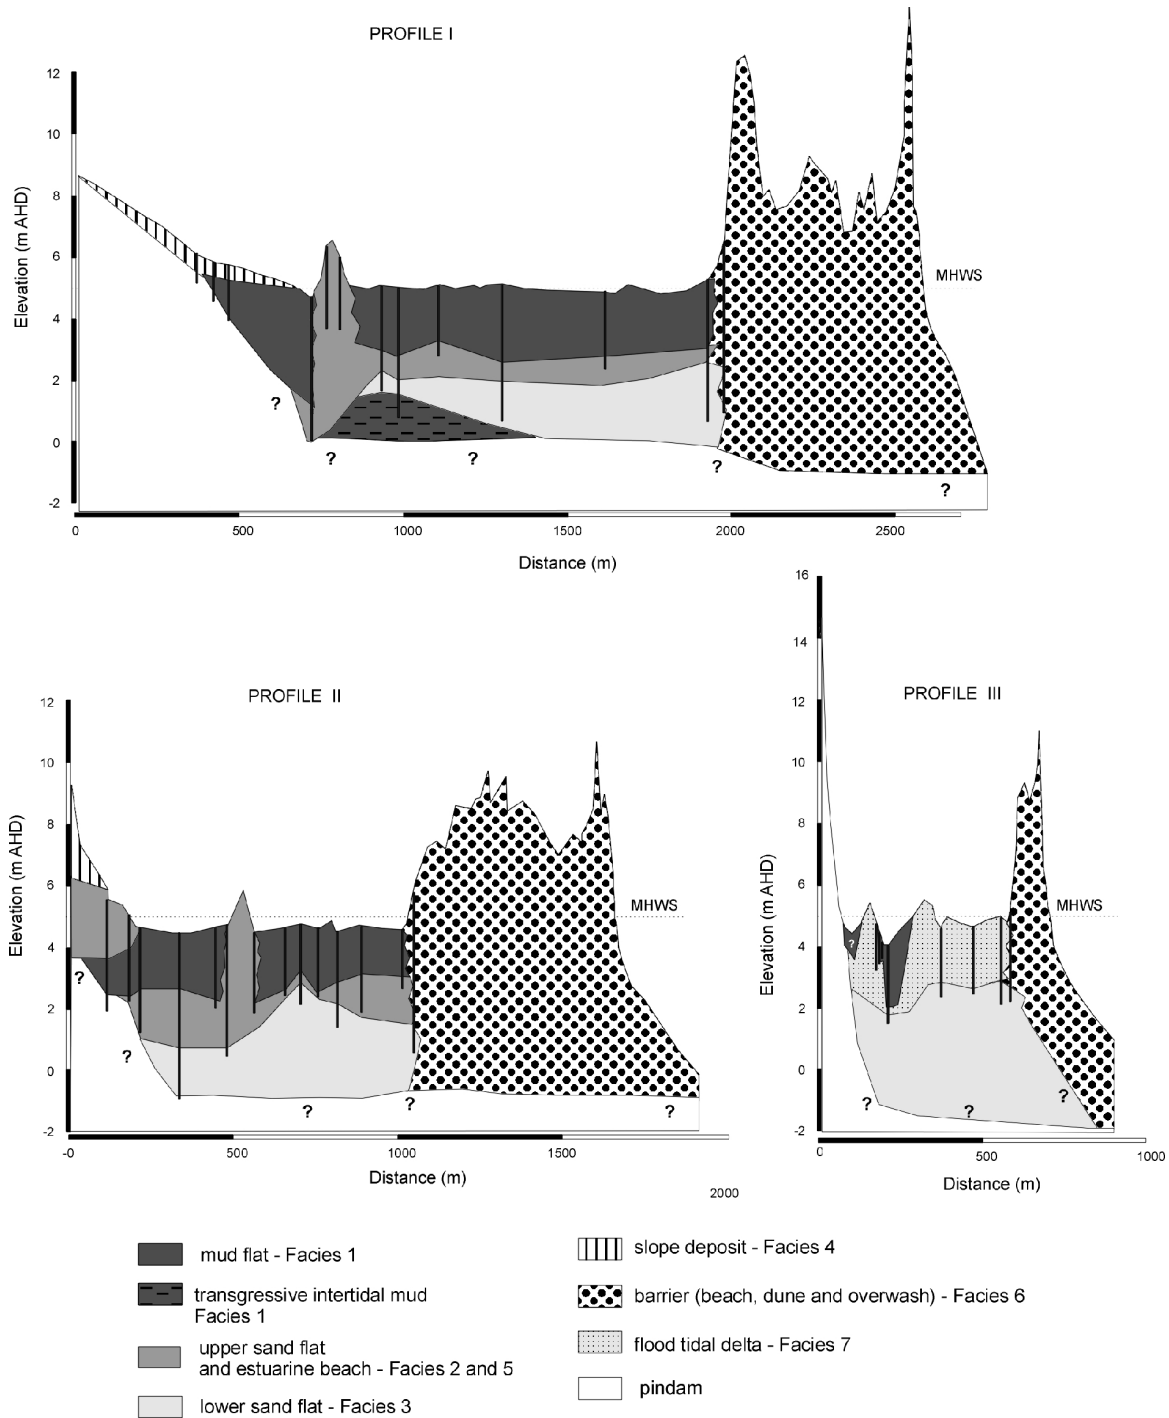 PROFILE I
12
10
8
6
4
2
0
-2
Elevation (m AHD)
MHWS
?
?
?
?
?
0
500
1000
1500
2000
2500
Distance (m)
PROFILE II
12
10
8
6
4
2
0
-2
Elevation (m AHD)
MHWS
?
?
?
?
?
-0
500
1000
1500
2000
Distance (m)
PROFILE III
16
14
12
10
8
6
4
2
0
-2
Elevation (m AHD)
MHWS
?
?
?
?
0
500
1000
Distance (m)
mud flat - Facies 1
transgressive intertidal mud
Facies 1
upper sand flat
and estuarine beach - Facies 2 and 5
lower sand flat - Facies 3
slope deposit - Facies 4
barrier (beach, dune and overwash) - Facies 6
flood tidal delta - Facies 7
pindam